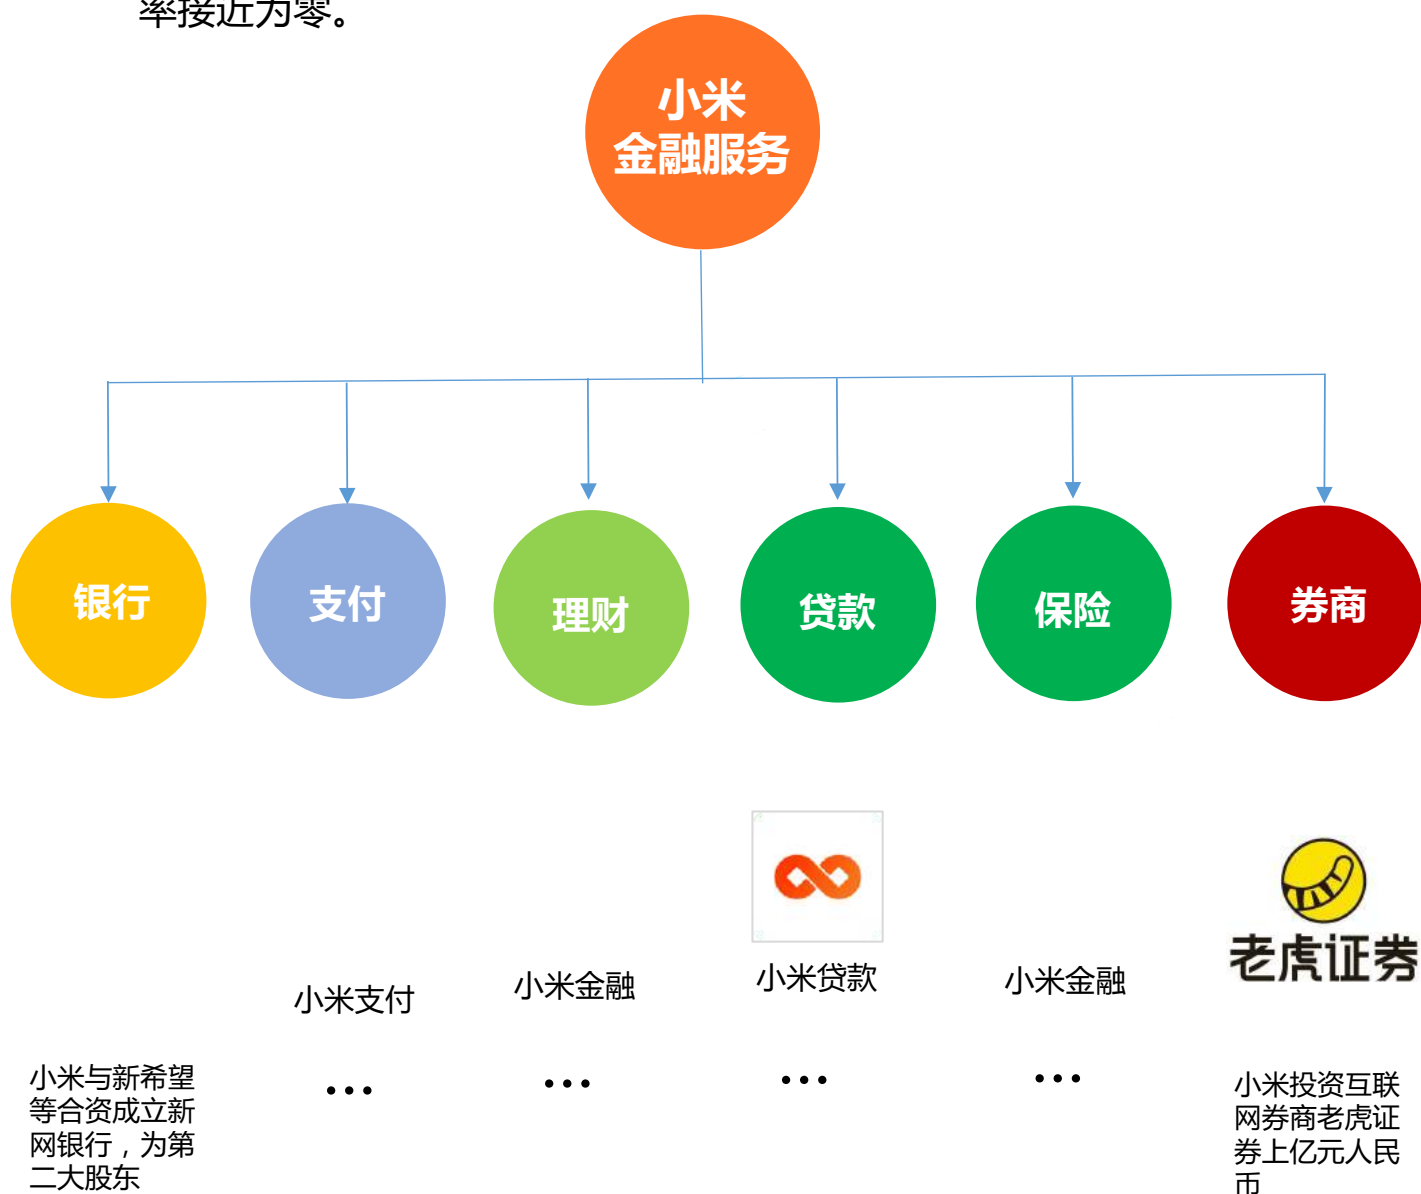 率接近为零。
小米
金融服务
银行
支付
理财
贷款
保险
券商
老虎证券
小米支付
小米金融
小米贷款
小米金融
小米与新希望
等合资成立新
网银行，为第
二大股东
...
...
...
...
小米投资互联
网券商老虎证
券上亿元人民
币